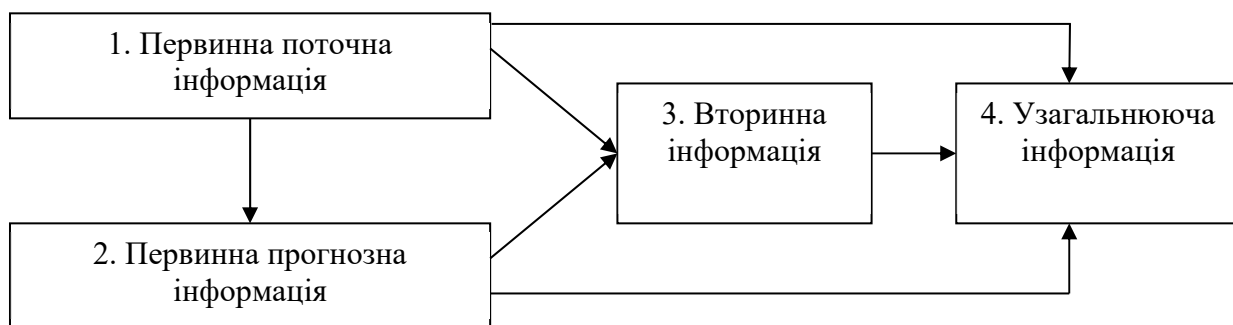 1. Первинна поточна
інформація
3. Вторинна
інформація
4. Узагальнююча
інформація
2. Первинна прогнозна
інформація